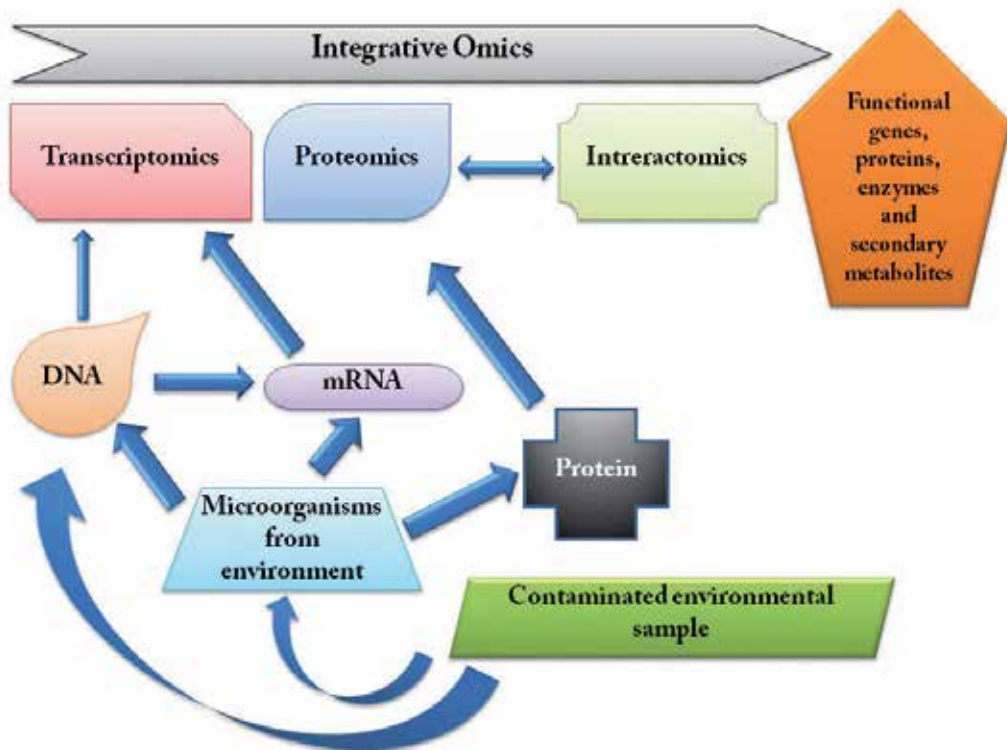 Integrative Omics
Transcriptomics
Proteomics
Intreractomics
Functional
genes,
proteins,
enzymes
and
secondary
metabolites
DNA
mRNA
Protein
Microorganisms
from
environment
Contaminated environmental
sample